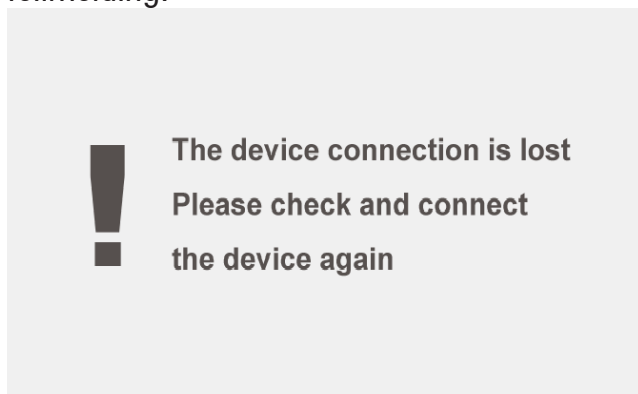 The device connection is lost
Please check and connect
the device again